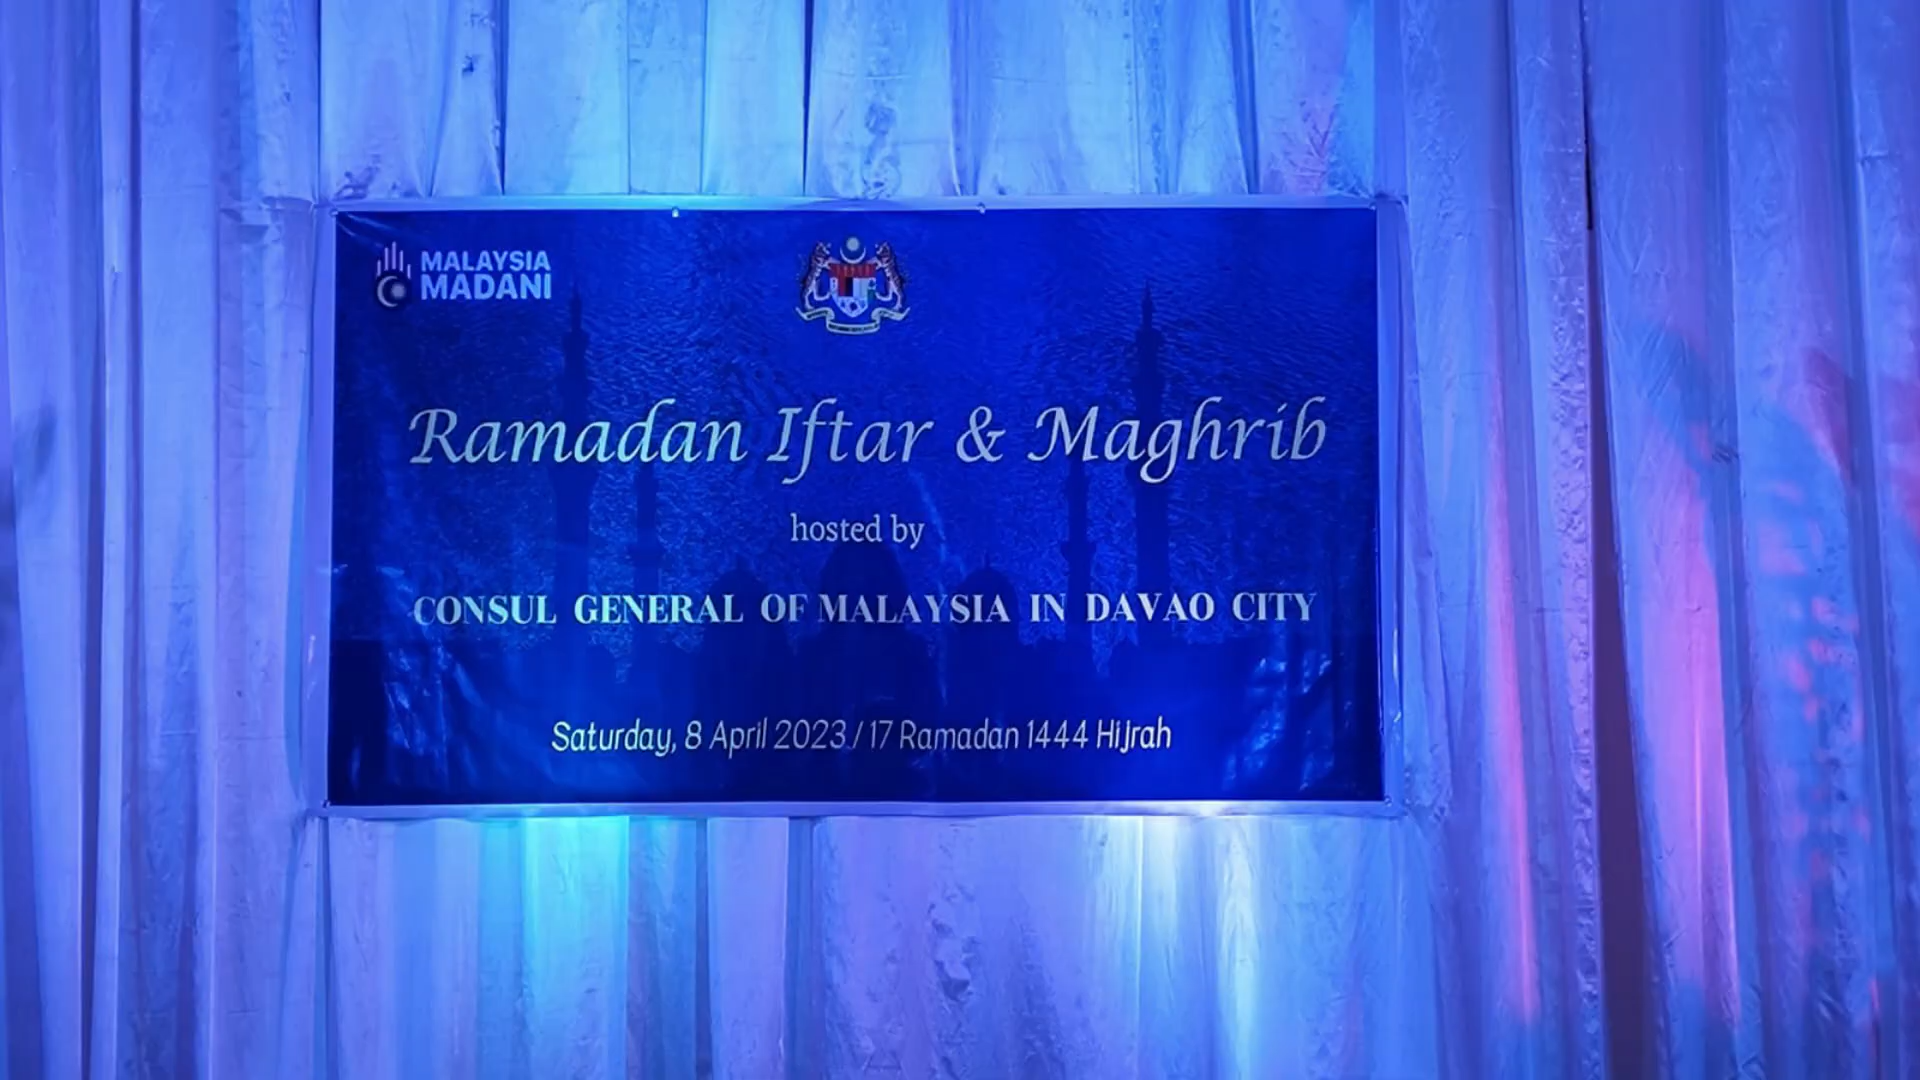 MALAYSIA
MADANI
Ramadan Iftar & Maghrib
hosted by
CONSUL GENERAL OF MALAYSIA IN DAVAO CITY
Saturday, 8 April 2023 / 17 Ramadan 1444 Hijrah